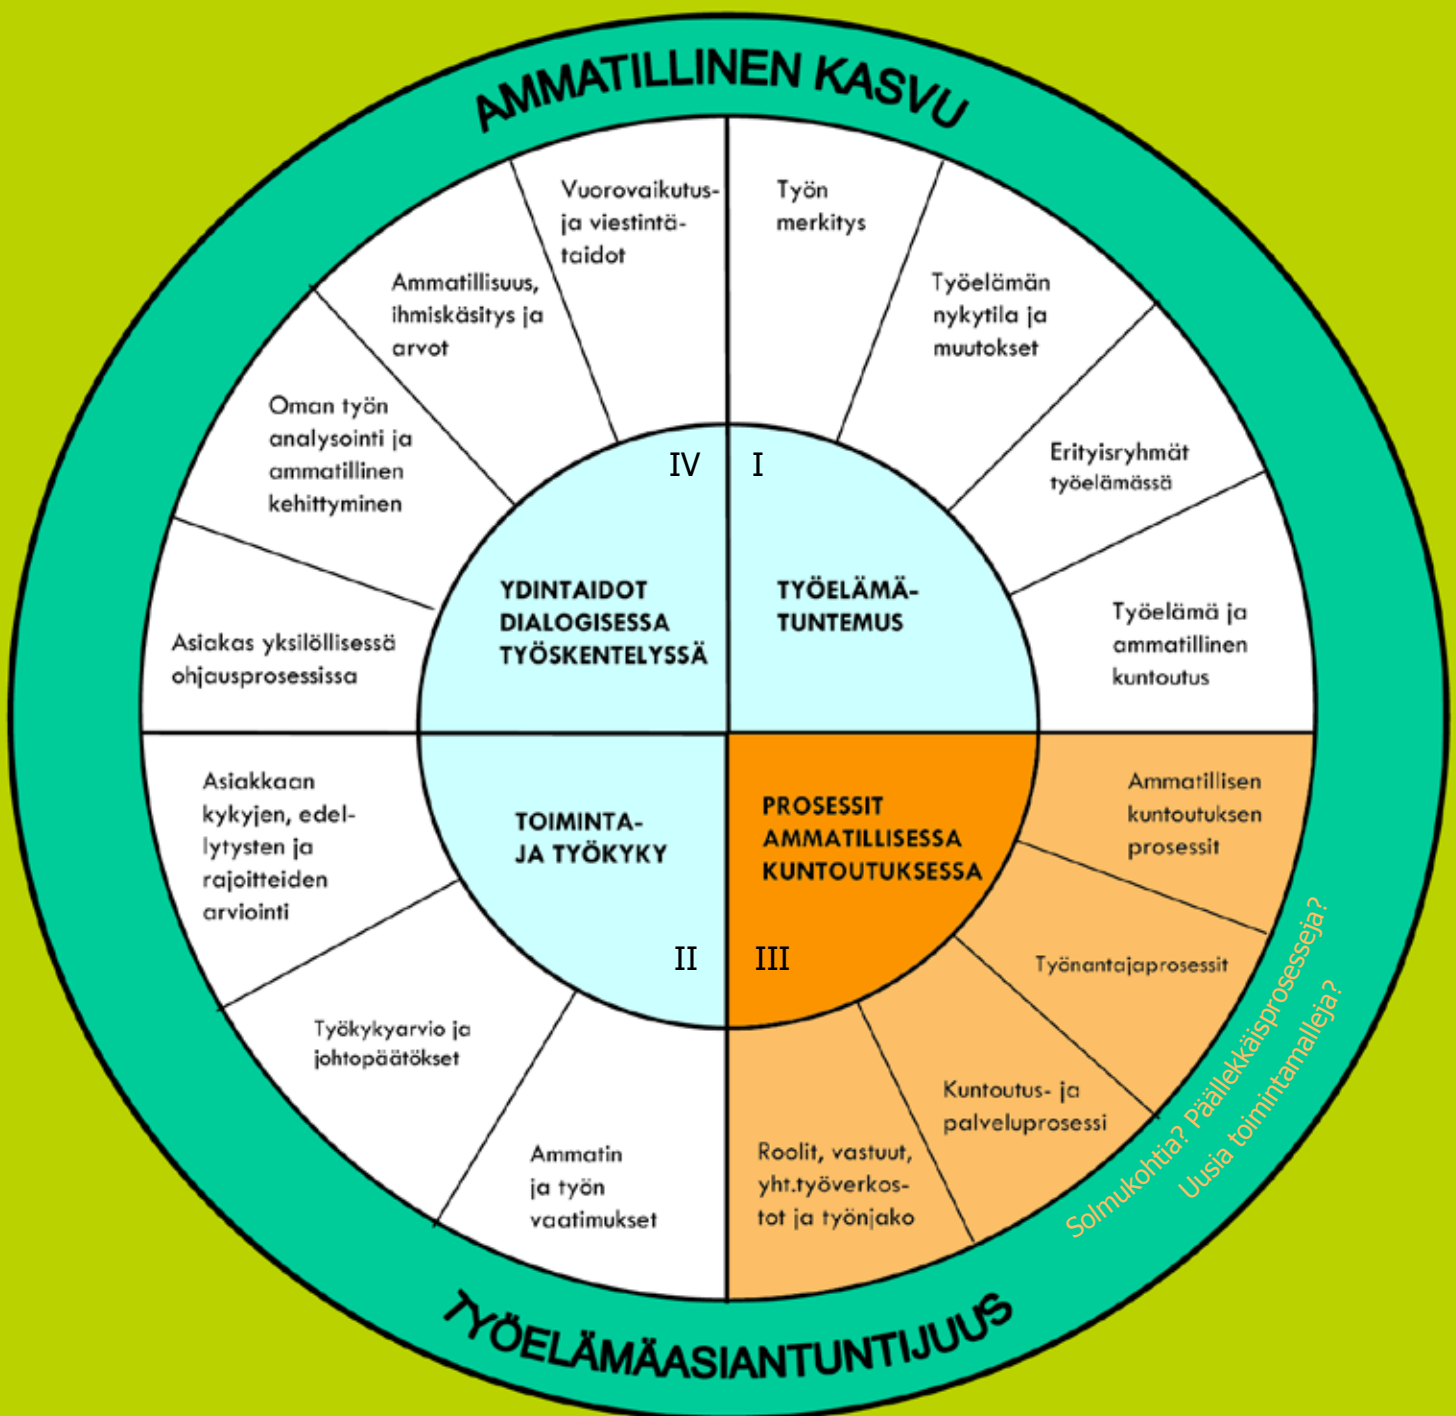 AMMATILLINEN KASVU
Vuorovaikutus-
ja viestintä-
taidot
Työn
merkitys
Ammatillisuus,
ihmiskäsitys ja
arvot
Työelämän
nykytila ja
muutokset
Oman työn
analysointi ja
ammatillinen
kehittyminen
Erityisryhmät
työelämässä
Asiakas yksilöllisessä
ohjausprosessissa
Työelämä ja
ammatillinen
kuntoutus
IV
I
YDINTAIDOT
DIALOGISESSA
TYÖSKENTELYSSÄ
TYÖELÄMÄ-
TUNTEMUS
TOIMINTA-
JA TYÖKYKY
II
PROSESSIT
AMMATILLISESSA
KUNTOUTUKSESSA
III
Asiakkaan
kykyjen, edel-
lytysten ja
rajoitteiden
arviointi
Työkykyarvio ja
johtopäätökset
Ammatin
ja työn
vaatimukset
Ammatillisen
kuntoutuksen
prosessit
Työnantajaprosessit
Kuntoutus- ja
palveluprosessi
Roolit, vastuut,
yht.työverkos-
tot ja työnjako
Solmukohtia? Päällekkäisprosesseja?
Uusia toimintamalleja?
TYÖELÄMÄASIANTUNTIJUUS